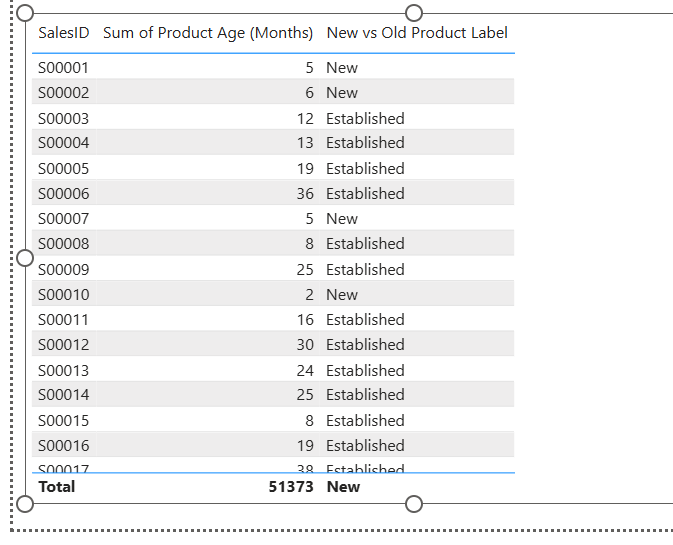 SalesID Sum of Product Age (Months) New vs Old Product Label
S00001 5 New
S00002 6 New
S00003 12 Established
S00004 13 Established
S00005 19 Established
S00006 36 Established
S00007 5 New
S00008 8 Established
S00009 25 Established
S00010 2 New
S00011 16 Established
S00012 30 Established
S00013 24 Established
S00014 25 Established
S00015 8 Established
S00016 19 Established
S00017 38 Established
Total 51373 New